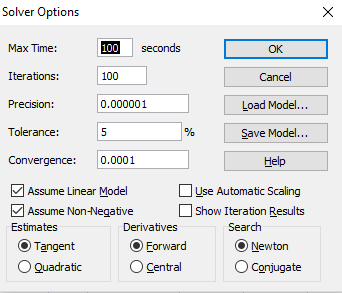 Solver Options
Max Time: 100 seconds OK
Iterations: 100 Cancel
Precision: 0.000001 Load Model...
Tolerance: 5 % Save Model...
Convergence: 0.0001 Help
Assume Linear Model Use Automatic Scaling
Assume Non-Negative Show Iteration Results
Estimates Derivatives Search
Tangent Forward Newton
Quadratic Central Conjugate